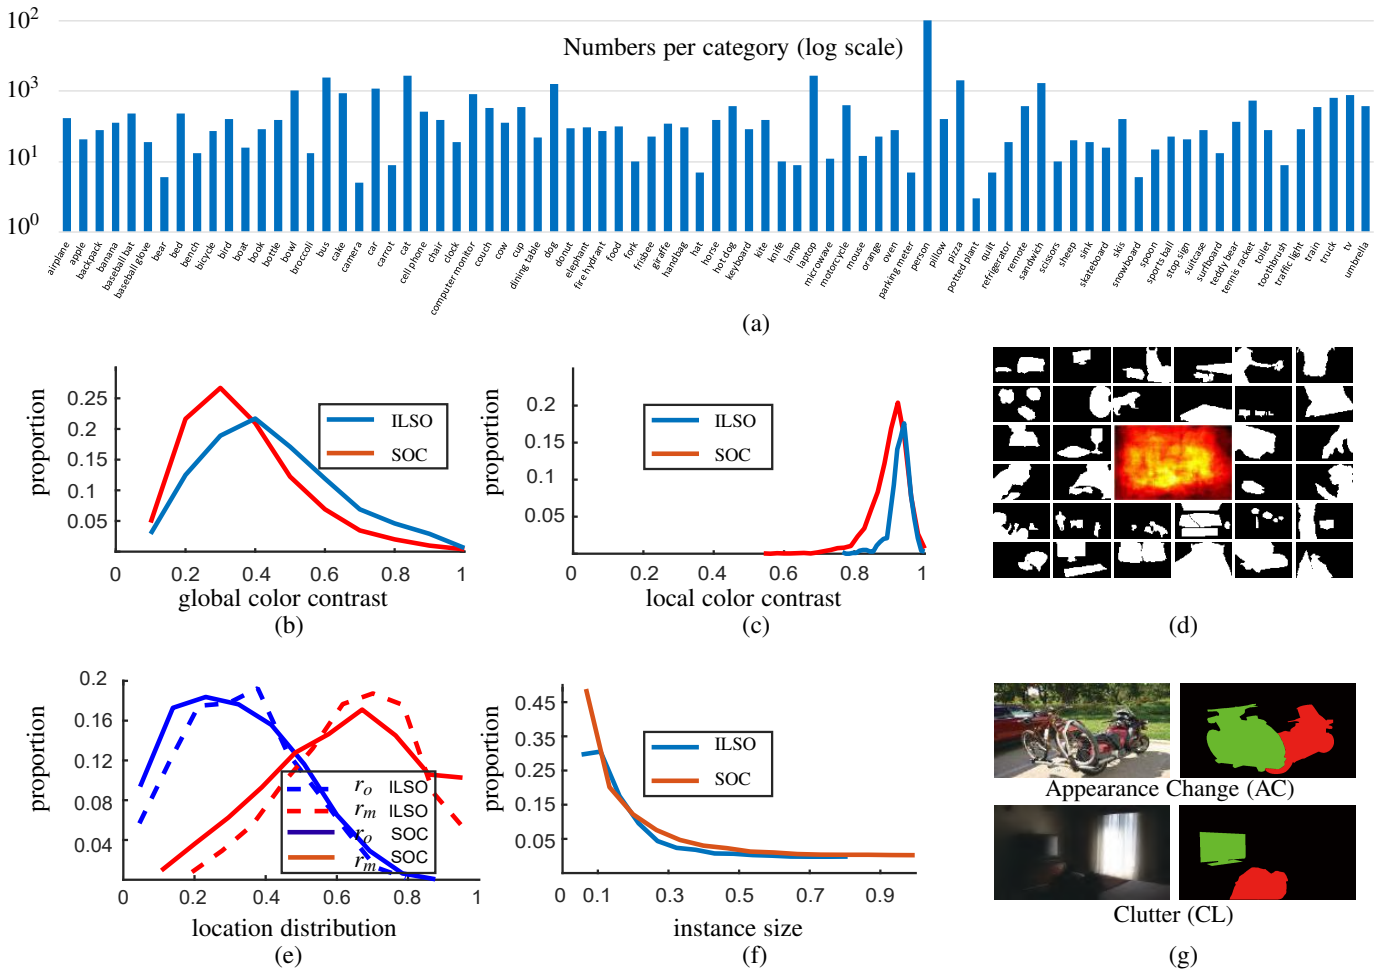 10²
Numbers per category (log scale)
10³
10¹
10⁰
airplane
apple
backpack
banana
baseball bat
baseball glove
bear
bed
bench
bicycle
bird
boat
book
bottle
bowl
broccoli
bus
cake
camera
car
carrot
cat
cell phone
chair
clock
computer monitor
couch
cow
cup
dining table
dog
donut
elephant
fire hydrant
food
fork
frisbee
giraffe
handbag
hat
horse
hot dog
keyboard
kite
knife
lamp
laptop
microwave
motorcycle
mouse
orange
oven
parking meter
person
pillow
pizza
potted plant
quilt
refrigerator
remote
sandwich
scissors
sheep
sink
skateboard
skis
snowboard
spoon
sports ball
stop sign
suitcase
surfboard
teddy bear
tennis racket
toilet
toothbrush
traffic light
train
truck
tv
umbrella
(a)
proportion
0.25
0.2
0.15
0.1
0.05
ILSO
SOC
0 0.2 0.4 0.6 0.8 1
global color contrast
(b)
proportion
0.2
0.15
0.1
0.05
ILSO
SOC
0 0.2 0.4 0.6 0.8 1
local color contrast
(c)
(d)
proportion
0.2
0.16
0.12
0.08
0.04
r_o ILSO
r_m ILSO
r_o SOC
r_m SOC
0 0.2 0.4 0.6 0.8 1
location distribution
(e)
proportion
0.45
0.35
0.25
0.15
0.05
ILSO
SOC
0 0.1 0.3 0.5 0.7 0.9
instance size
(f)
Appearance Change (AC)
Clutter (CL)
(g)